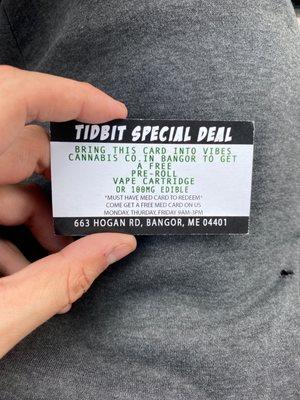 TIDBIT SPECIAL DEAL
BRING THIS CARD INTO VIBES
CANNABIS CO.IN BANGOR TO GET
A FREE
PRE-ROLL
VAPE CARTRIDGE
OR 100MG EDIBLE
*MUST HAVE MED CARD TO REDEEM*
COME GET A FREE MED CARD ON US
MONDAY, THURDAY, FRIDAY 9AM-3PM
663 HOGAN RD, BANGOR, ME 04401